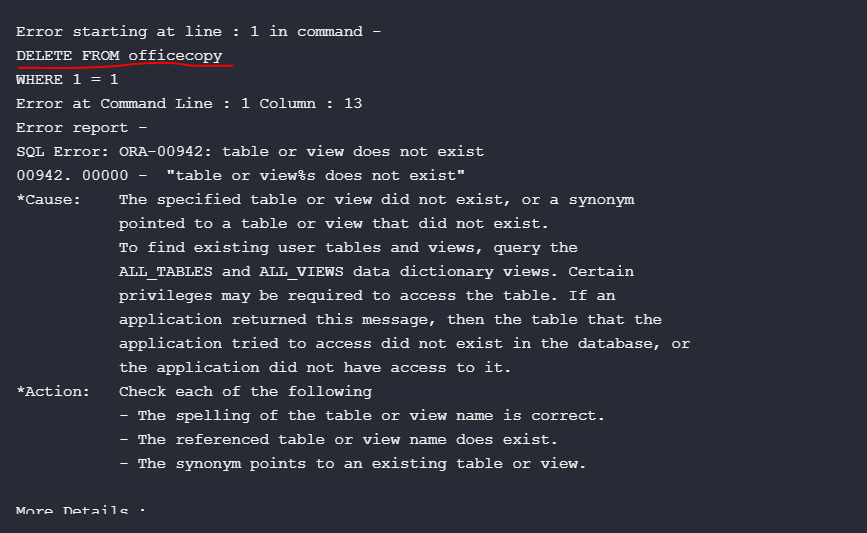 Error starting at line : 1 in command -
DELETE FROM officecopy
WHERE 1 = 1
Error at Command Line : 1 Column : 13
Error report -
SQL Error: ORA-00942: table or view does not exist
00942. 00000 -  "table or view%s does not exist"
*Cause:    The specified table or view did not exist, or a synonym
pointed to a table or view that did not exist.
To find existing user tables and views, query the
ALL_TABLES and ALL_VIEWS data dictionary views. Certain
privileges may be required to access the table. If an
application returned this message, then the table that the
application tried to access did not exist in the database, or
the application did not have access to it.
*Action:   Check each of the following
- The spelling of the table or view name is correct.
- The referenced table or view name does exist.
- The synonym points to an existing table or view.
More Details :